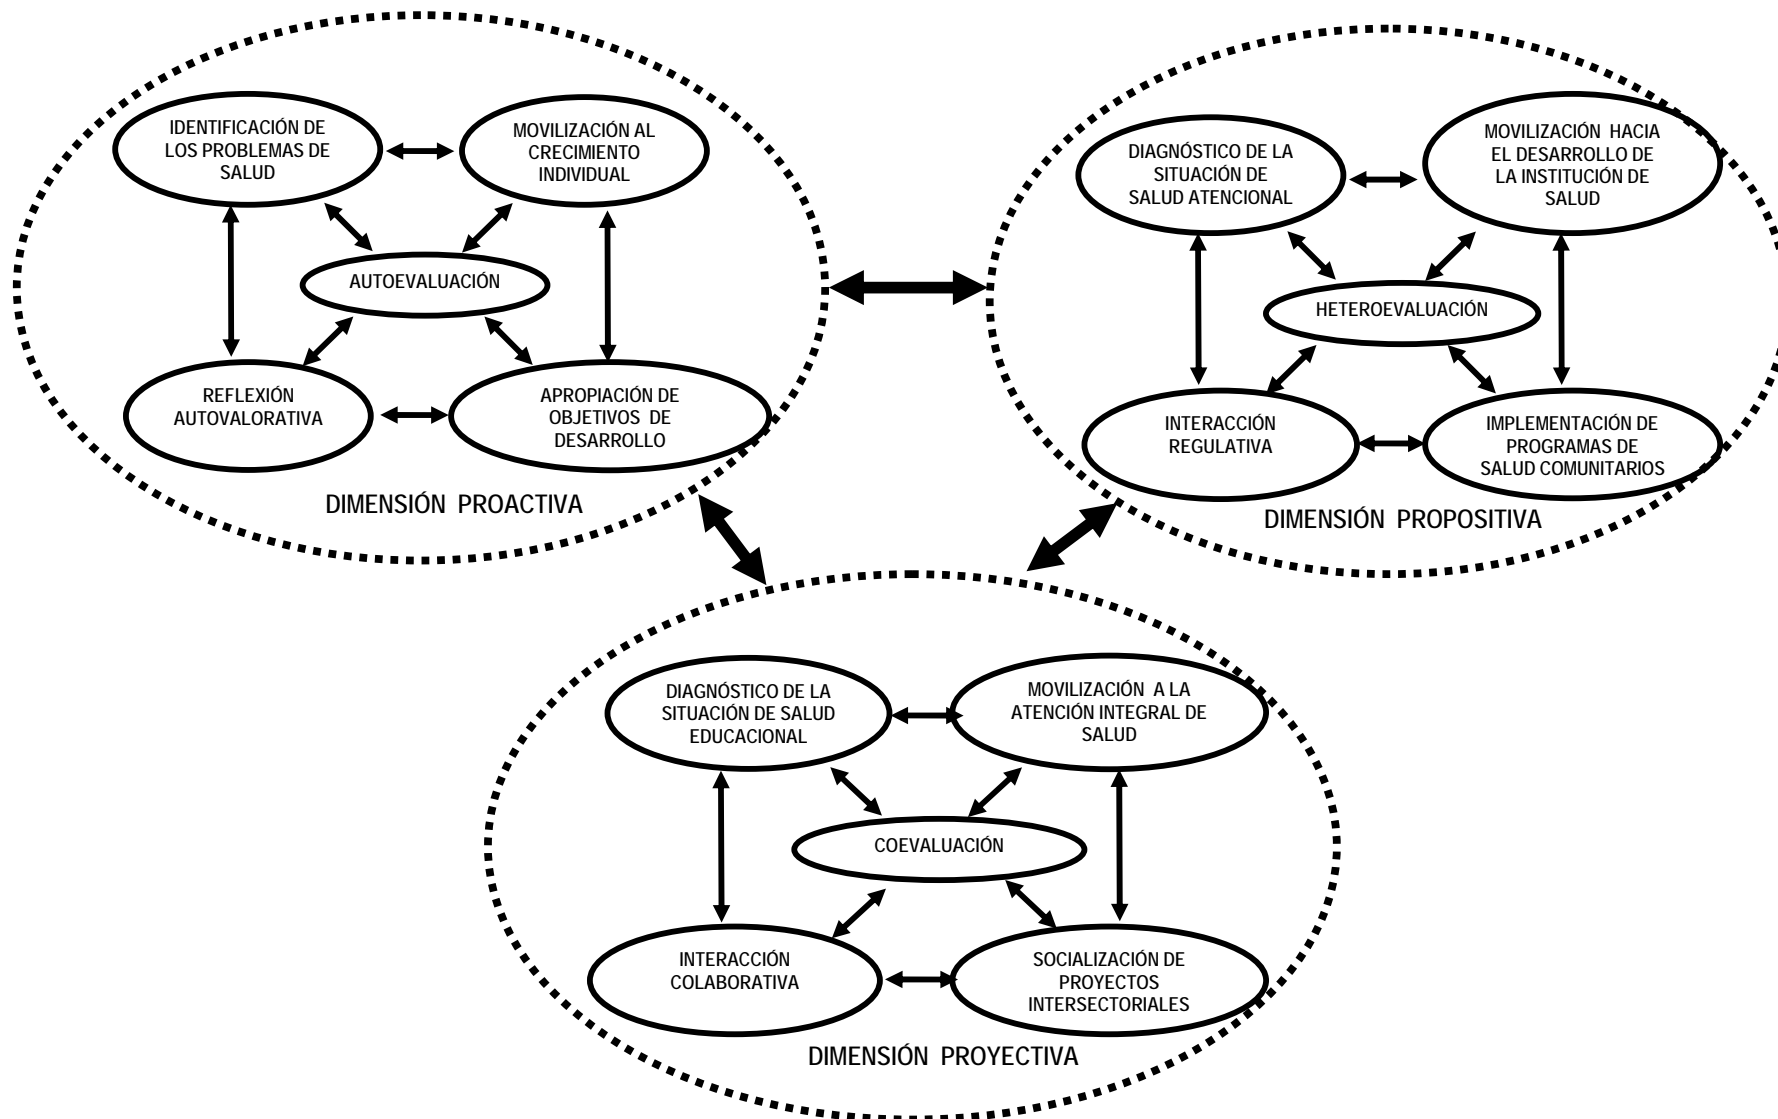 IDENTIFICACIÓN DE
LOS PROBLEMAS DE
SALUD
MOVILIZACIÓN AL
CRECIMIENTO
INDIVIDUAL
AUTOEVALUACIÓN
REFLEXIÓN
AUTOVALORATIVA
APROPIACIÓN DE
OBJETIVOS DE
DESARROLLO
DIMENSIÓN PROACTIVA
DIAGNÓSTICO DE LA
SITUACIÓN DE
SALUD ATENCIONAL
MOVILIZACIÓN HACIA
EL DESARROLLO DE
LA INSTITUCIÓN DE
SALUD
HETEROEVALUACIÓN
INTERACCIÓN
REGULATIVA
IMPLEMENTACIÓN DE
PROGRAMAS DE
SALUD COMUNITARIOS
DIMENSIÓN PROPOSITIVA
DIAGNÓSTICO DE LA
SITUACIÓN DE SALUD
EDUCACIONAL
MOVILIZACIÓN A LA
ATENCIÓN INTEGRAL DE
SALUD
COEVALUACIÓN
INTERACCIÓN
COLABORATIVA
SOCIALIZACIÓN DE
PROYECTOS
INTERSECTORIALES
DIMENSIÓN PROYECTIVA